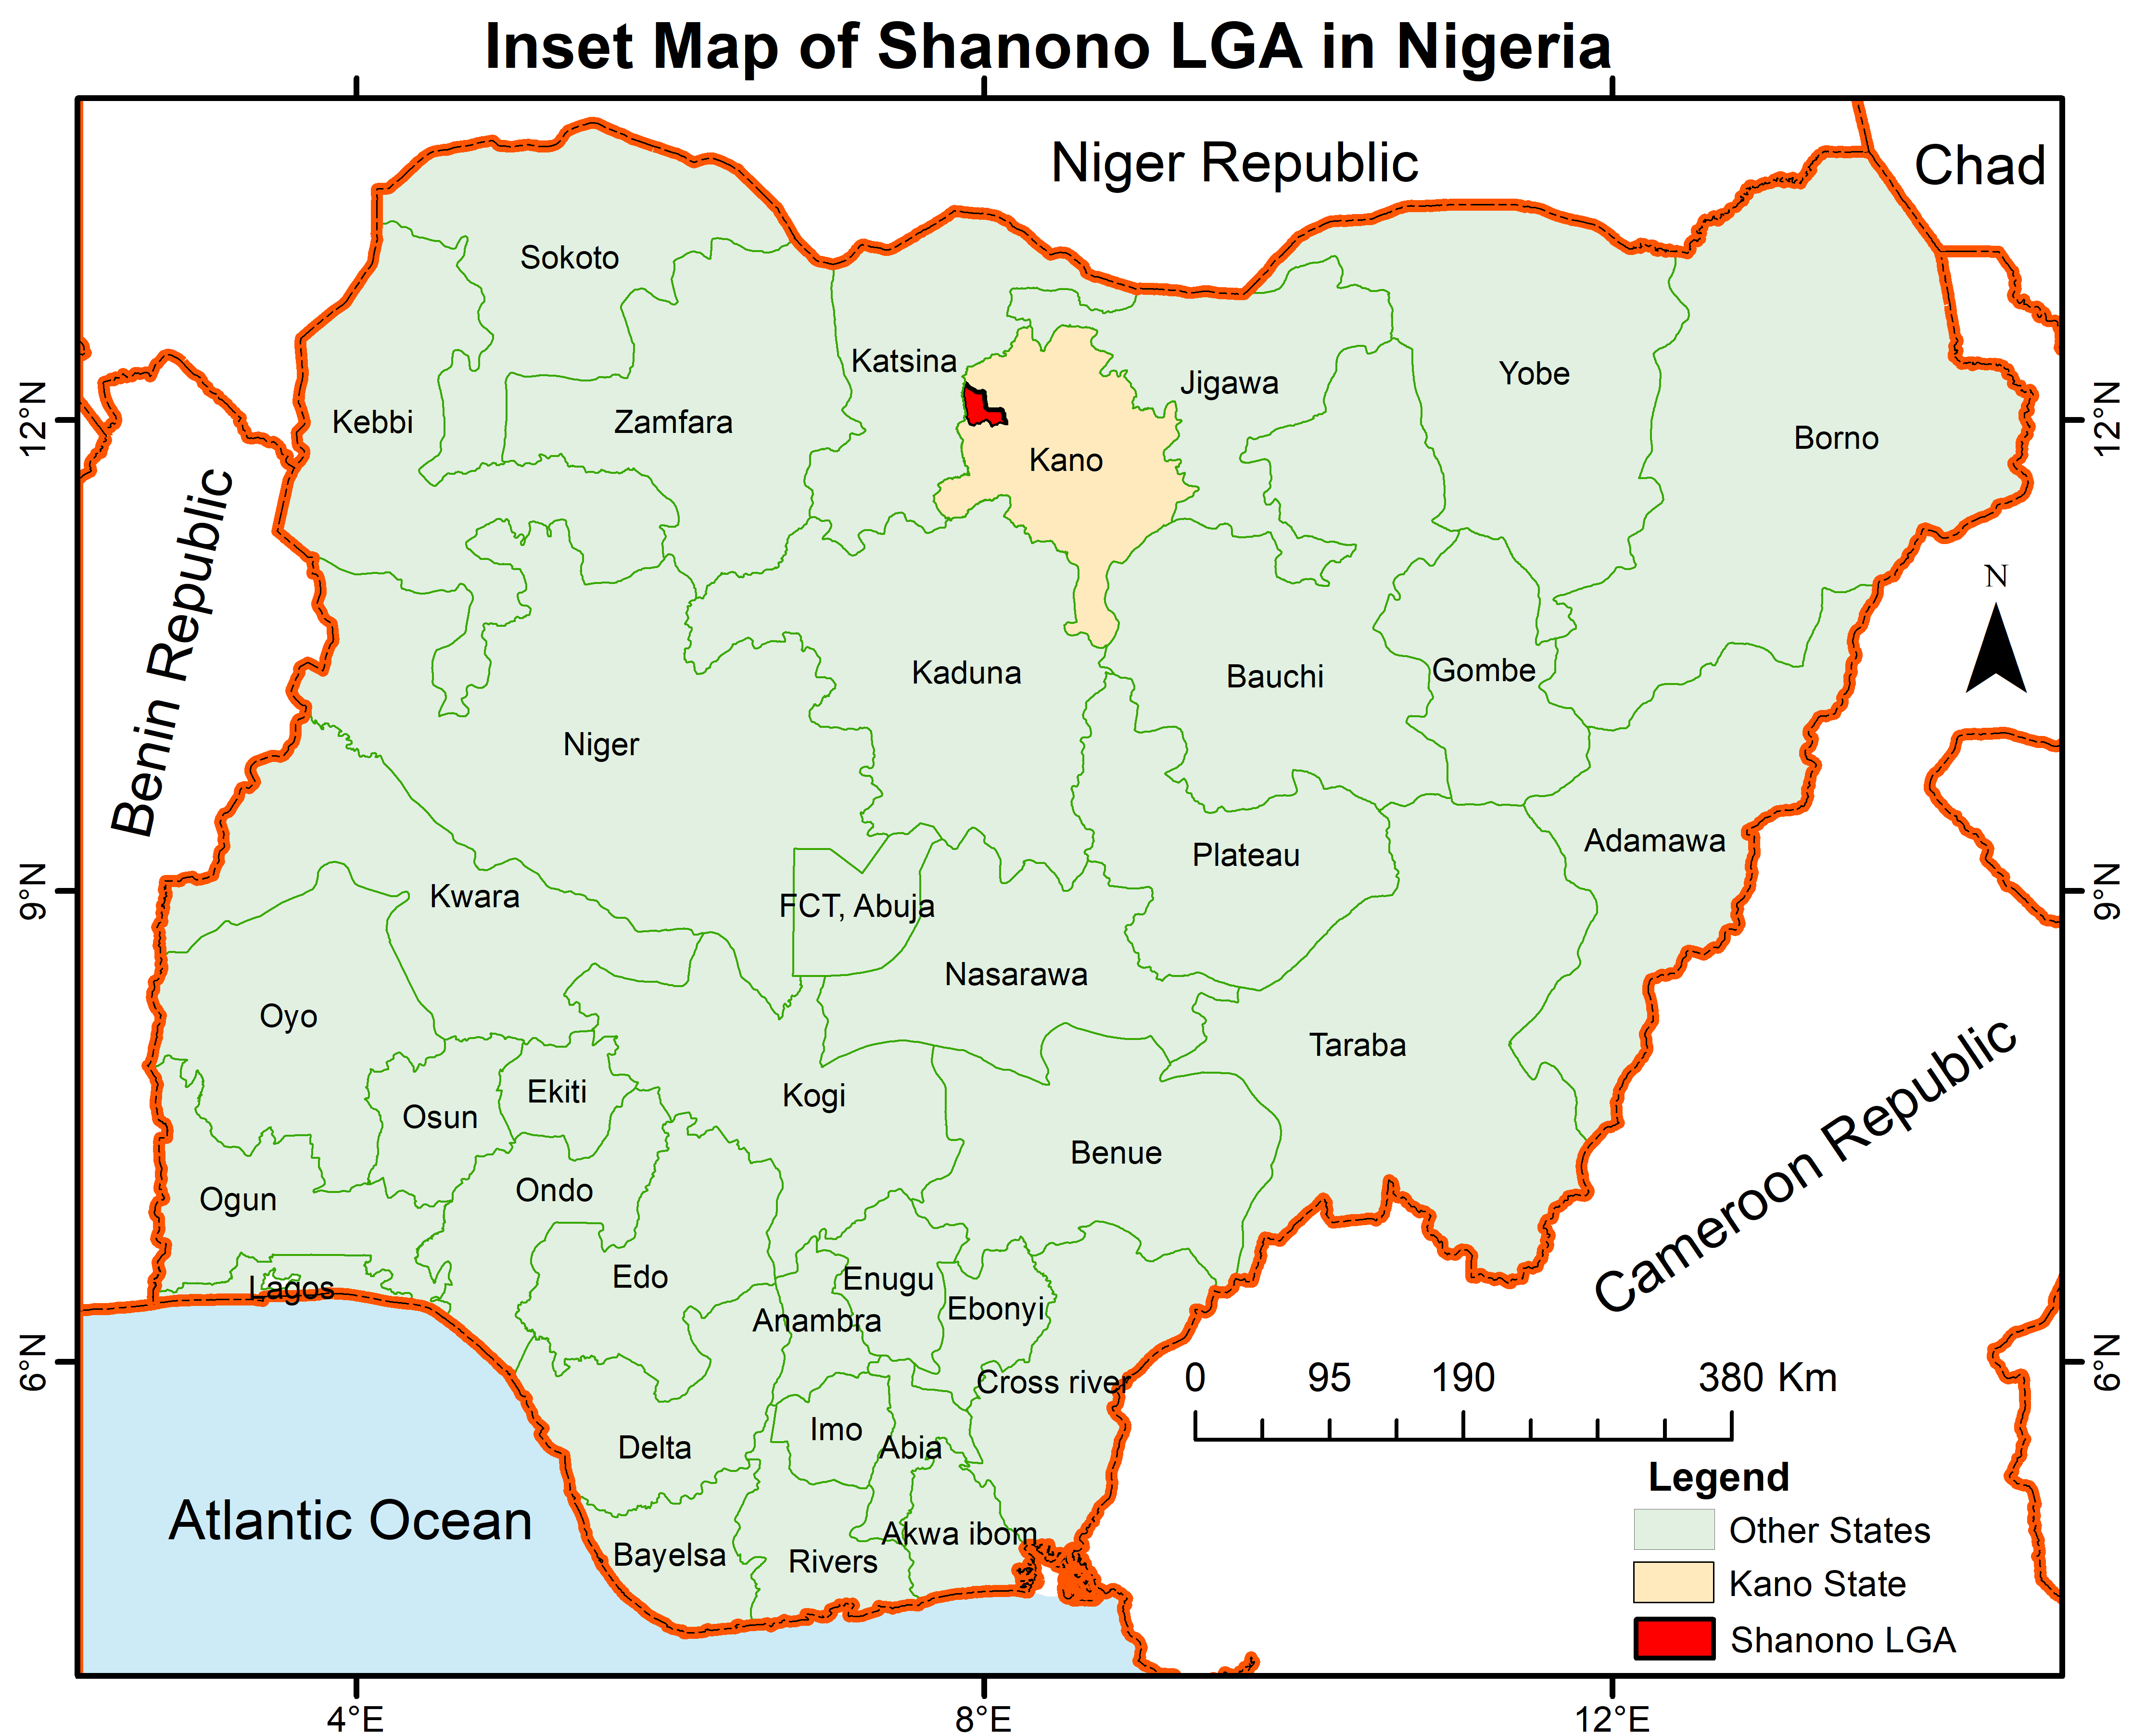 Inset Map of Shanono LGA in Nigeria
Niger Republic
Chad
Sokoto
Katsina
Jigawa
Yobe
12°N
Kebbi
Zamfara
Kano
Borno
12°N
Benin Republic
N
Kaduna
Bauchi
Gombe
Niger
Adamawa
Plateau
9°N
Kwara
FCT, Abuja
9°N
Nasarawa
Oyo
Taraba
Ekiti
Kogi
Osun
Benue
Cameroon Republic
Ogun
Ondo
Edo
Enugu
Lagos
Ebonyi
Anambra
6°N
Cross river
0 95 190 380 Km
6°N
Imo
Delta
Abia
Legend
Atlantic Ocean
Akwa ibom
Other States
Bayelsa
Rivers
Kano State
Shanono LGA
4°E 8°E 12°E